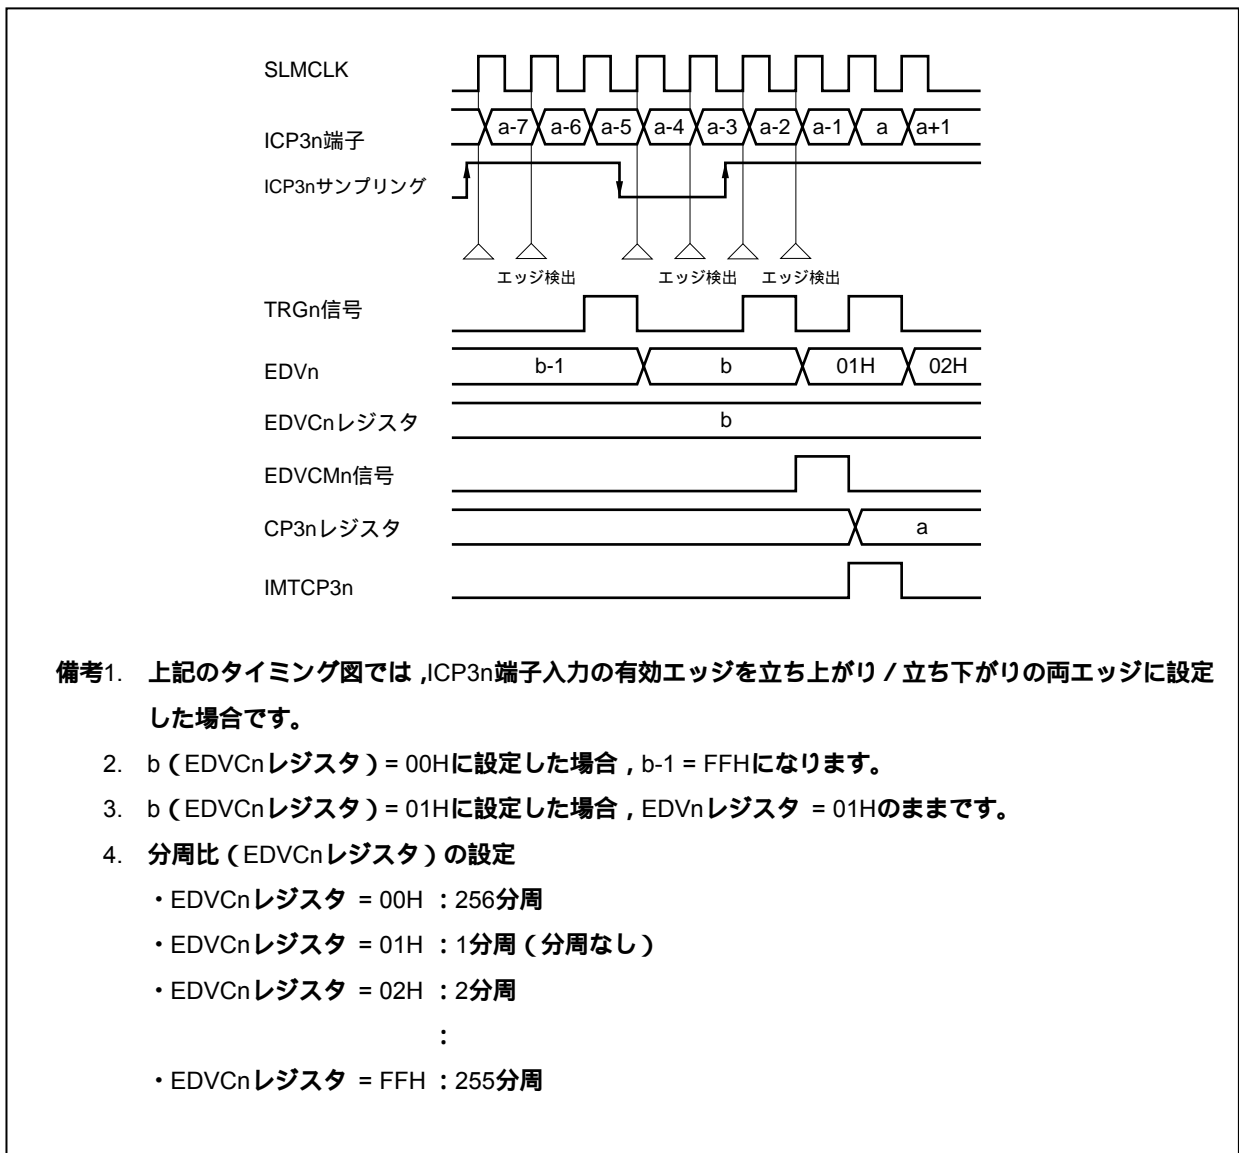 SLMCLK
ICP3n端子
a-7 a-6 a-5 a-4 a-3 a-2 a-1 a a+1
ICP3nサンプリング
エッジ検出 エッジ検出 エッジ検出
TRGn信号
EDVn
b-1 b 01H 02H
EDVCnレジスタ
b
EDVCMn信号
CP3nレジスタ
a
IMTCP3n
備考1. 上記のタイミング図では，ICP3n端子入力の有効エッジを立ち上がり／立ち下がりの両エッジに設定
した場合です。
2. b（EDVCnレジスタ）= 00Hに設定した場合，b-1 = FFHになります。
3. b（EDVCnレジスタ）= 01Hに設定した場合，EDVnレジスタ = 01Hのままです。
4. 分周比（EDVCnレジスタ）の設定
・EDVCnレジスタ = 00H ：256分周
・EDVCnレジスタ = 01H ：1分周（分周なし）
・EDVCnレジスタ = 02H ：2分周
：
・EDVCnレジスタ = FFH ：255分周